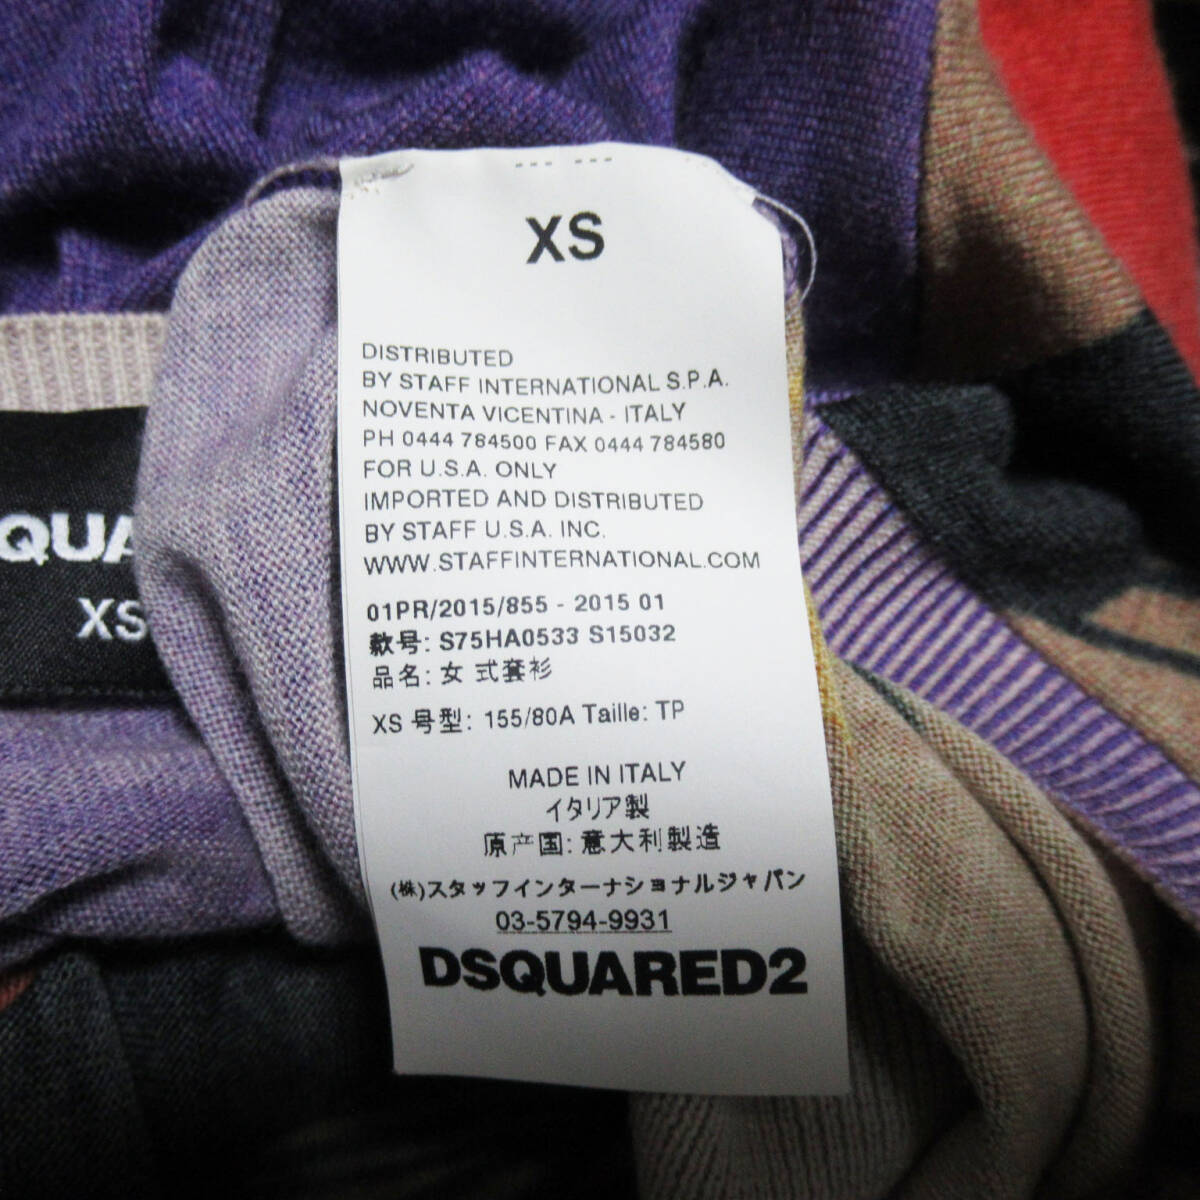 --- ---
XS
DISTRIBUTED
BY STAFF INTERNATIONAL S.P.A.
NOVENTA VICENTINA - ITALY
PH 0444 784500 FAX 0444 784580
FOR U.S.A. ONLY
IMPORTED AND DISTRIBUTED
BY STAFF U.S.A. INC.
WWW.STAFFINTERNATIONAL.COM
01PR/2015/855 - 2015 01
款号: S75HA0533 S15032
品名: 女 式套衫
XS 号型: 155/80A Taille: TP
MADE IN ITALY
イタリア製
原产国: 意大利製造
(株)スタッフインターナショナルジャパン
03-5794-9931
DSQUARED2
QUA
XS